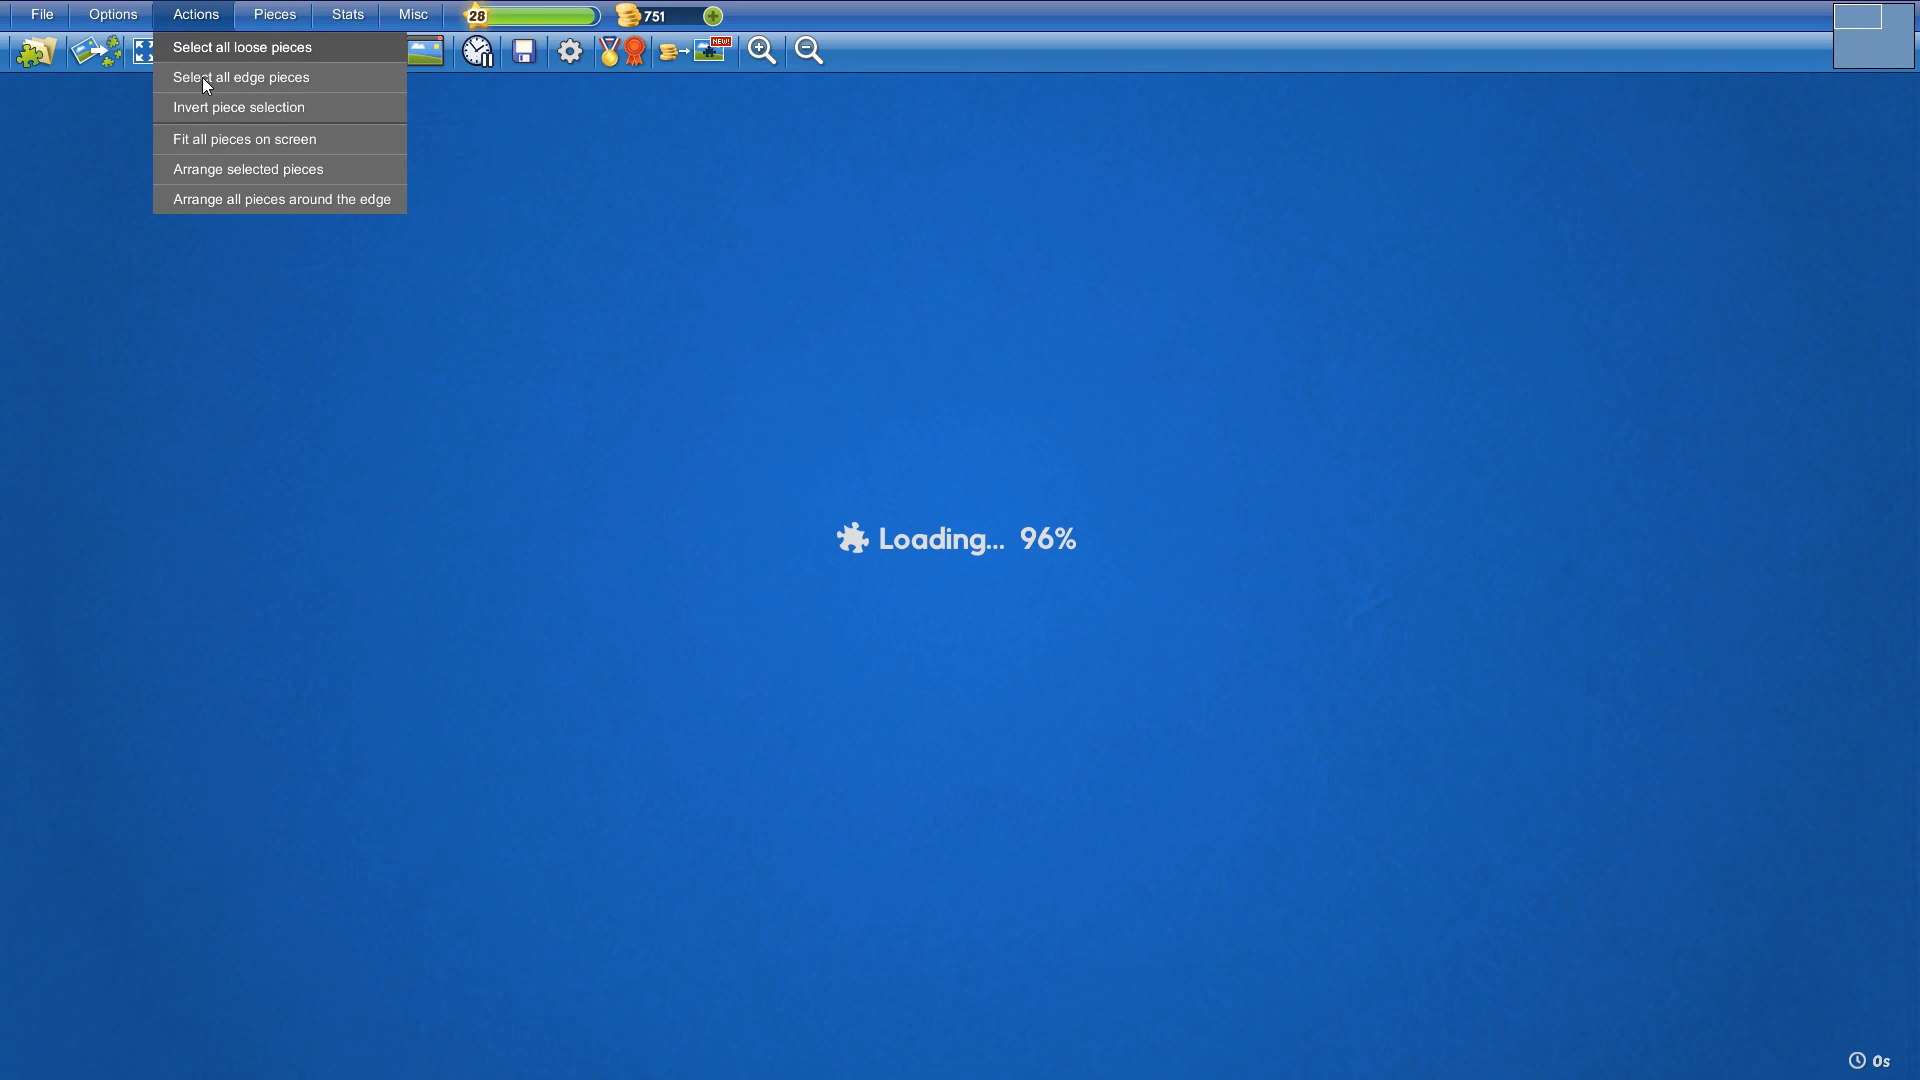 File Options Actions Pieces Stats Misc 28 751
NEW!
Select all loose pieces
Select all edge pieces
Invert piece selection
Fit all pieces on screen
Arrange selected pieces
Arrange all pieces around the edge
Loading... 96%
0s